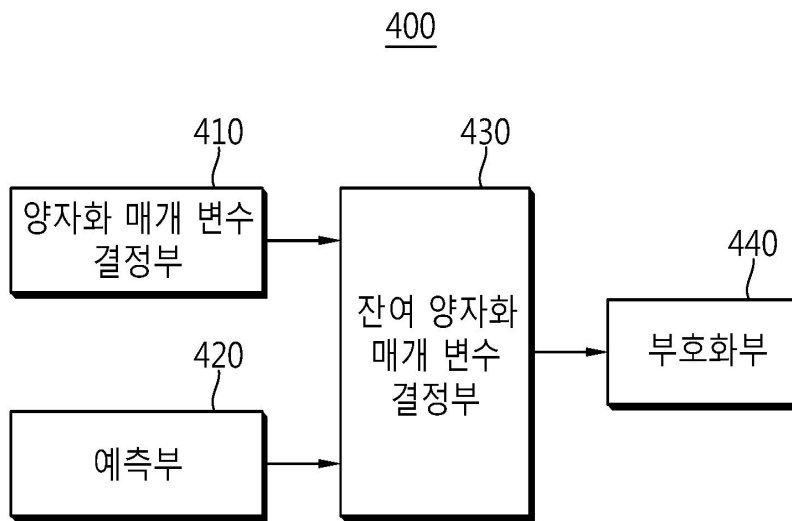 400
410
양자화 매개 변수
결정부
420
예측부
430
잔여 양자화
매개 변수
결정부
440
부호화부